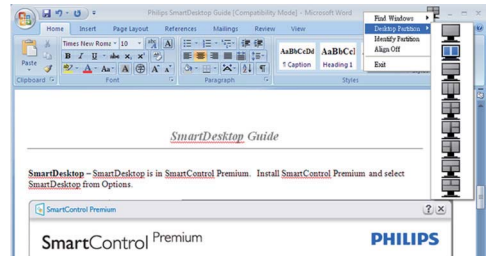 Philips SmartDesktop Guide [Compatibility Mode] - Microsoft Word
Home Insert Page Layout References Mailings Review View
Find Windows
Desktop Partition
Identify Partition
Align Off
Exit
Paste
Times New Roma 10
B I U abc x, x²
AaBbCcDd AaBbCcI
¶ Caption Heading 1
Clipboard Font Paragraph Styles
SmartDesktop Guide
SmartDesktop – SmartDesktop is in SmartControl Premium. Install SmartControl Premium and select
SmartDesktop from Options.
SmartControl Premium
SmartControl Premium PHILIPS